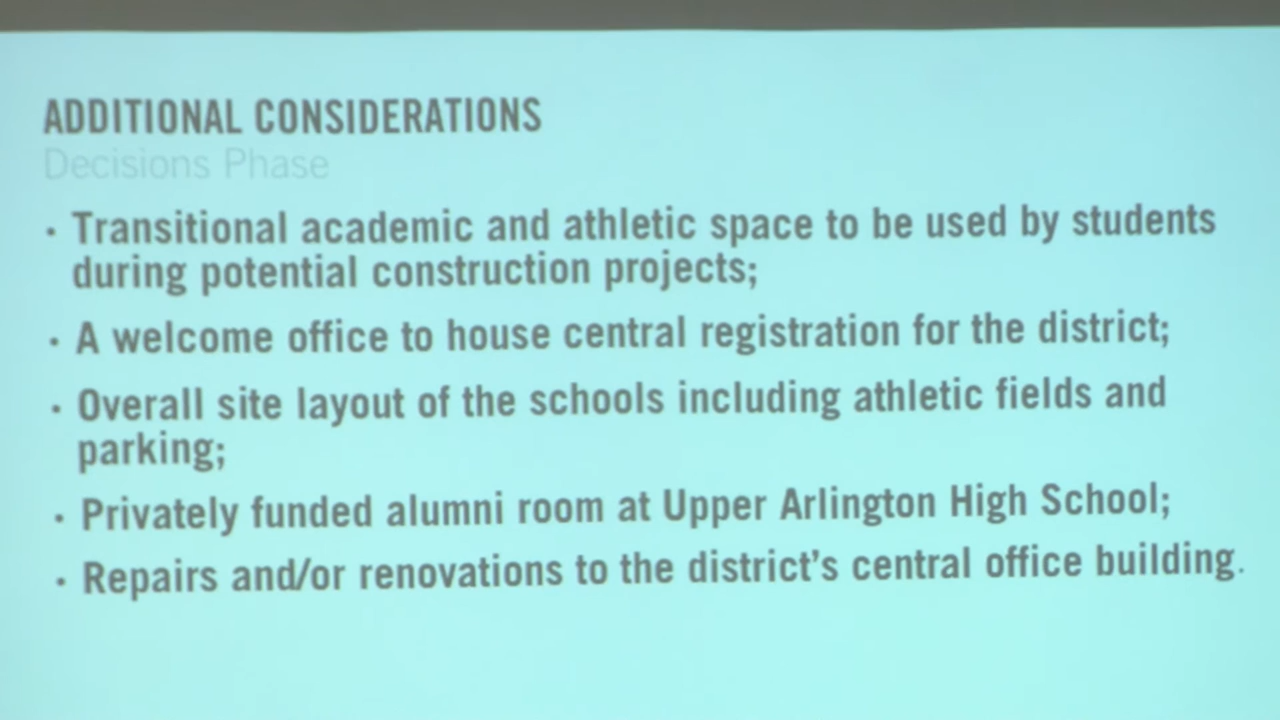 ADDITIONAL CONSIDERATIONS
Decisions Phase
· Transitional academic and athletic space to be used by students
during potential construction projects;
· A welcome office to house central registration for the district;
· Overall site layout of the schools including athletic fields and
parking;
· Privately funded alumni room at Upper Arlington High School;
· Repairs and/or renovations to the district's central office building.